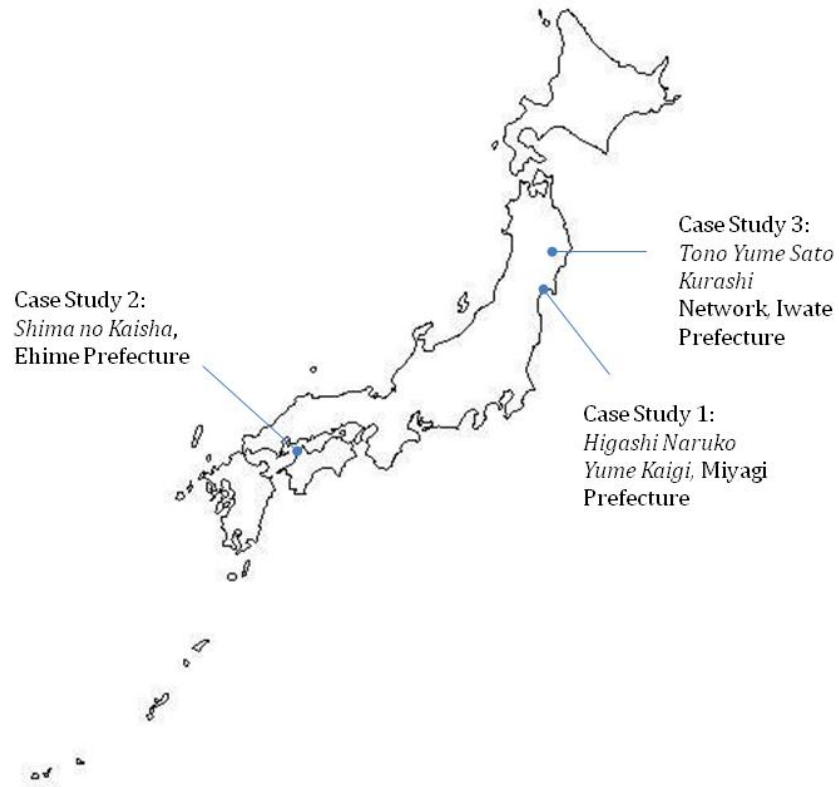 Case Study 3:
Tono Yume Sato
Kurashi
Network, Iwate
Prefecture
Case Study 2:
Shima no Kaisha,
Ehime Prefecture
Case Study 1:
Higashi Naruko
Yume Kaigi, Miyagi
Prefecture